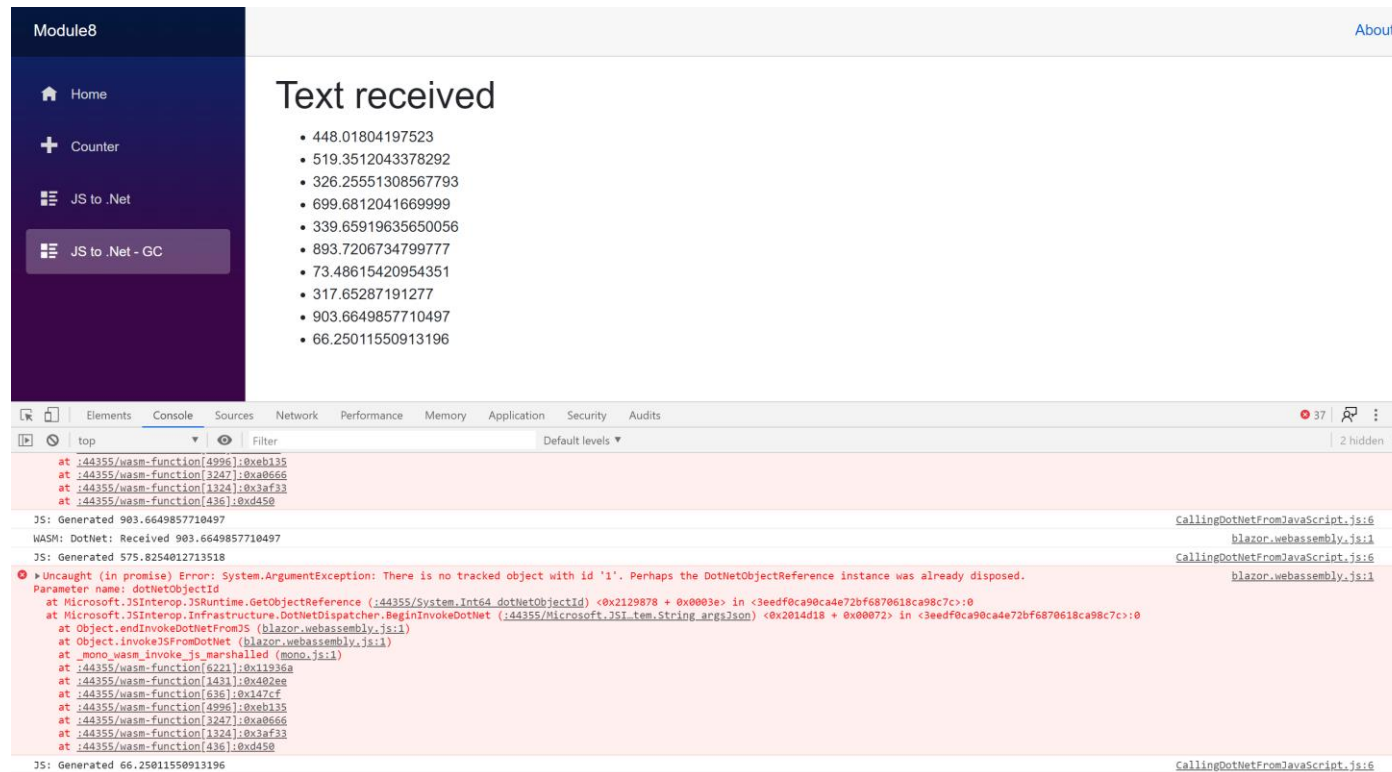 Module8
About
Home
Counter
JS to .Net
JS to .Net - GC
Text received
448.01804197523
519.3512043378292
326.25551308567793
699.6812041669999
339.65919635650056
893.7206734799777
73.48615420954351
317.65287191277
903.6649857710497
66.25011550913196
Elements Console Sources Network Performance Memory Application Security Audits 37
top Filter Default levels 2 hidden
at :44355/wasm-function[4996]:0xeb135
at :44355/wasm-function[3247]:0xa0666
at :44355/wasm-function[1324]:0x3af33
at :44355/wasm-function[436]:0xd450
JS: Generated 903.6649857710497 CallingDotNetFromJavaScript.js:6
WASM: DotNet: Received 903.6649857710497 blazor.webassembly.js:1
JS: Generated 575.8254012713518 CallingDotNetFromJavaScript.js:6
Uncaught (in promise) Error: System.ArgumentException: There is no tracked object with id '1'. Perhaps the DotNetObjectReference instance was already disposed. blazor.webassembly.js:1
Parameter name: dotNetObjectId
at Microsoft.JSInterop.JSRuntime.GetObjectReference (:44355/System.Int64 dotNetObjectId) <0x2129878 + 0x0003e> in <3eedf0ca90ca4e72bf6870618ca98c7c>:0
at Microsoft.JSInterop.Infrastructure.DotNetDispatcher.BeginInvokeDotNet (:44355/Microsoft.JSI…tem.String argsJson) <0x2014d18 + 0x00072> in <3eedf0ca90ca4e72bf6870618ca98c7c>:0
at Object.endInvokeDotNetFromJS (blazor.webassembly.js:1)
at Object.invokeJSFromDotNet (blazor.webassembly.js:1)
at _mono_wasm_invoke_js_marshalled (mono.js:1)
at :44355/wasm-function[6221]:0x11936a
at :44355/wasm-function[1431]:0x402ee
at :44355/wasm-function[636]:0x147cf
at :44355/wasm-function[4996]:0xeb135
at :44355/wasm-function[3247]:0xa0666
at :44355/wasm-function[1324]:0x3af33
at :44355/wasm-function[436]:0xd450
JS: Generated 66.25011550913196 CallingDotNetFromJavaScript.js:6